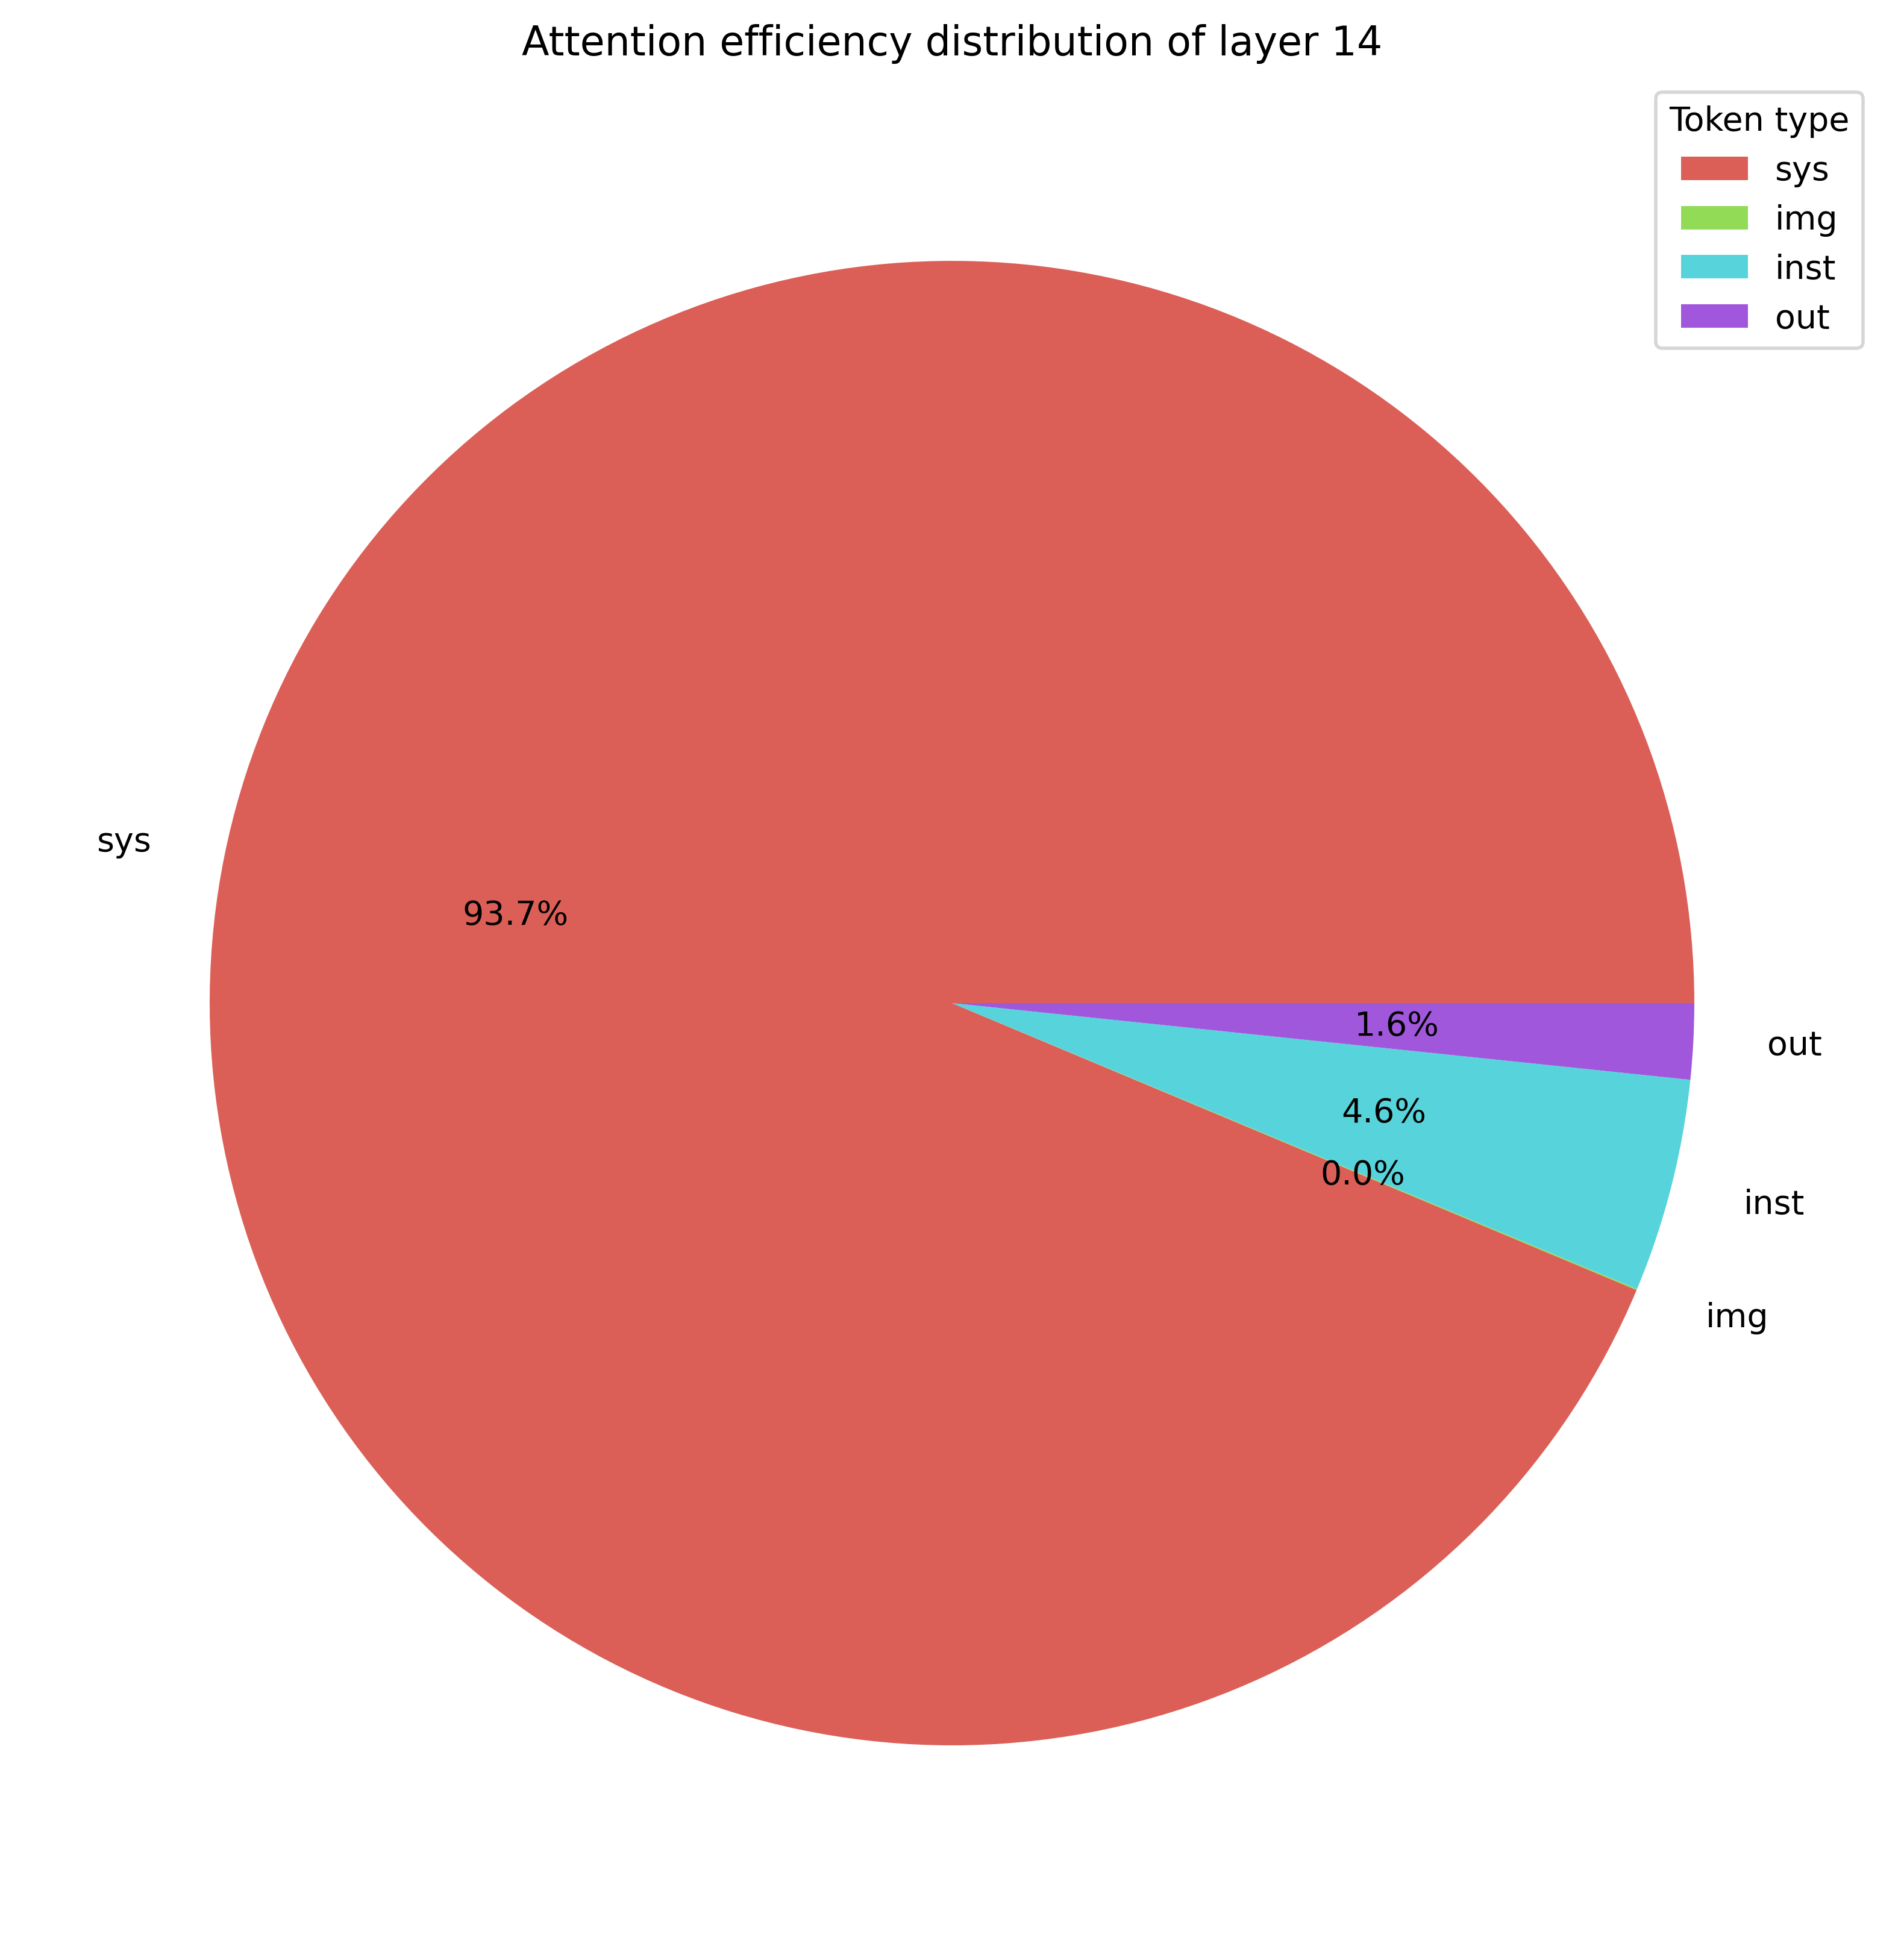 Attention efficiency distribution of layer 14
Token type
sys
img
inst
out
sys
93.7%
1.6%
out
4.6%
0.0%
inst
img